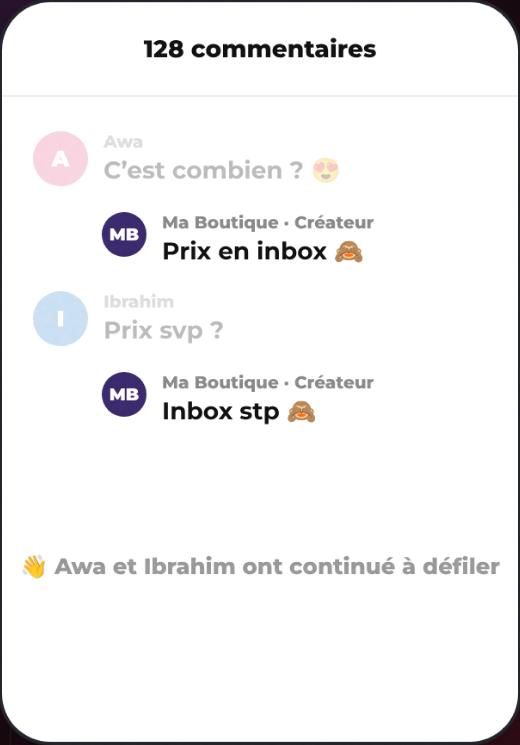 128 commentaires
A
Awa
C’est combien ? 😍
MB
Ma Boutique · Créateur
Prix en inbox 🙈
I
Ibrahim
Prix svp ?
MB
Ma Boutique · Créateur
Inbox stp 🙈
👋 Awa et Ibrahim ont continué à défiler